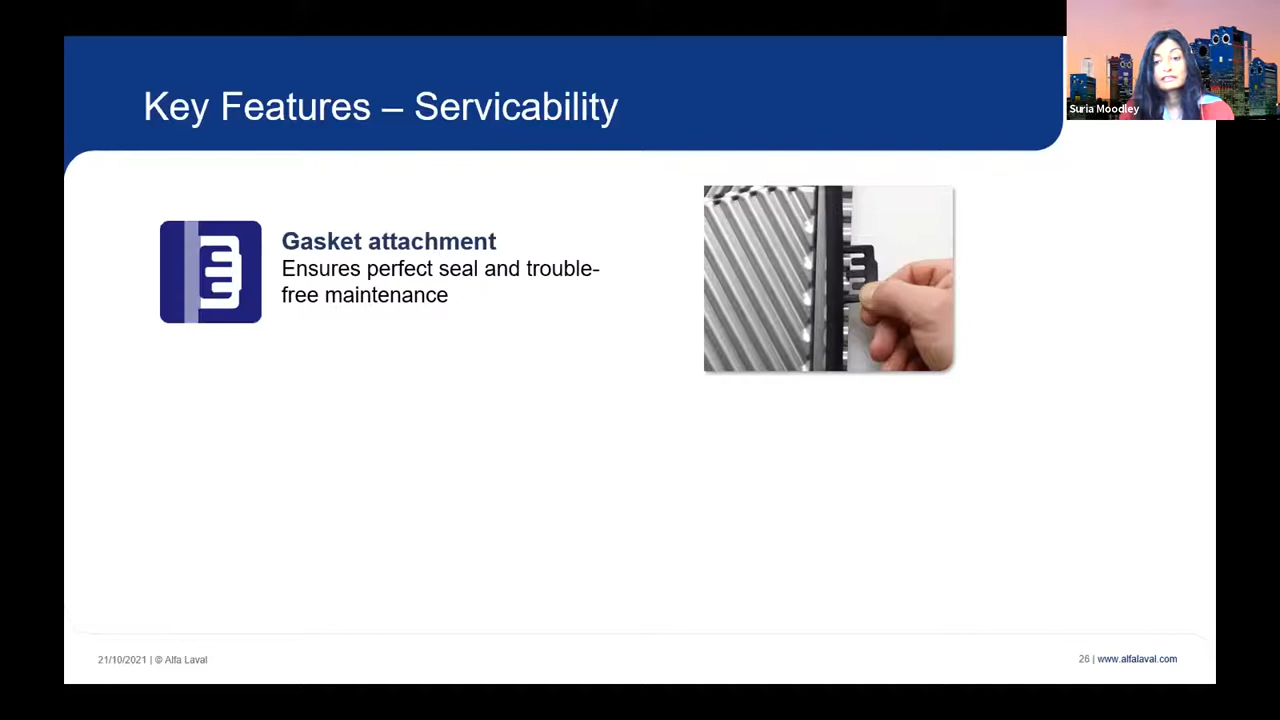 Key Features – Servicability
Suria Moodley
Gasket attachment
Ensures perfect seal and trouble-
free maintenance
21/10/2021 | © Alfa Laval
26 | www.alfalaval.com